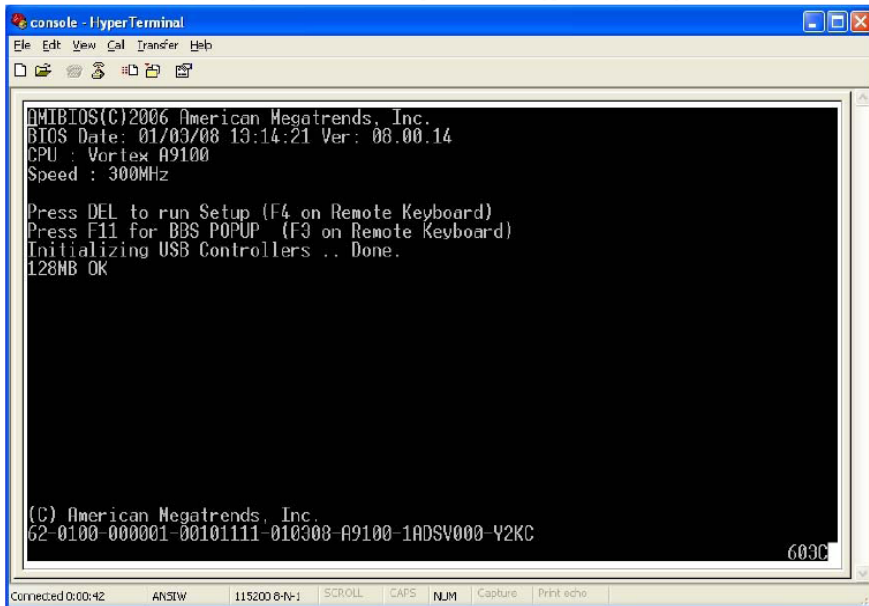 console - HyperTerminal
File Edit View Call Transfer Help
AMIBIOS(C)2006 American Megatrends, Inc.
BIOS Date: 01/03/08 13:14:21 Ver: 08.00.14
CPU : Vortex A9100
Speed : 300MHz
Press DEL to run Setup (F4 on Remote Keyboard)
Press F11 for BBS POPUP (F3 on Remote Keyboard)
Initializing USB Controllers .. Done.
128MB OK
(C) American Megatrends, Inc.
62-0100-000001-00101111-010308-A9100-1ADSV000-Y2KC
603C
Connected 0:00:42 ANSIW 115200 8-N-1 SCROLL CAPS NUM Capture Print echo